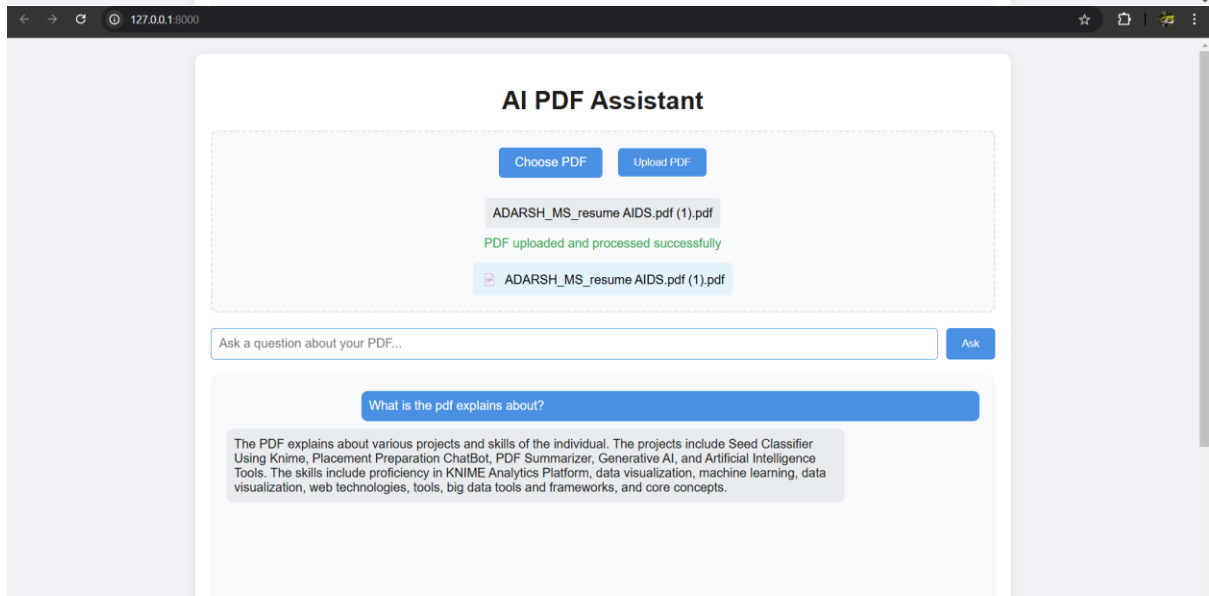 127.0.0.1:8000
AI PDF Assistant
Choose PDF
Upload PDF
ADARSH_MS_resume AIDS.pdf (1).pdf
PDF uploaded and processed successfully
ADARSH_MS_resume AIDS.pdf (1).pdf
Ask a question about your PDF...
Ask
What is the pdf explains about?
The PDF explains about various projects and skills of the individual. The projects include Seed Classifier
Using Knime, Placement Preparation ChatBot, PDF Summarizer, Generative AI, and Artificial Intelligence
Tools. The skills include proficiency in KNIME Analytics Platform, data visualization, machine learning, data
visualization, web technologies, tools, big data tools and frameworks, and core concepts.